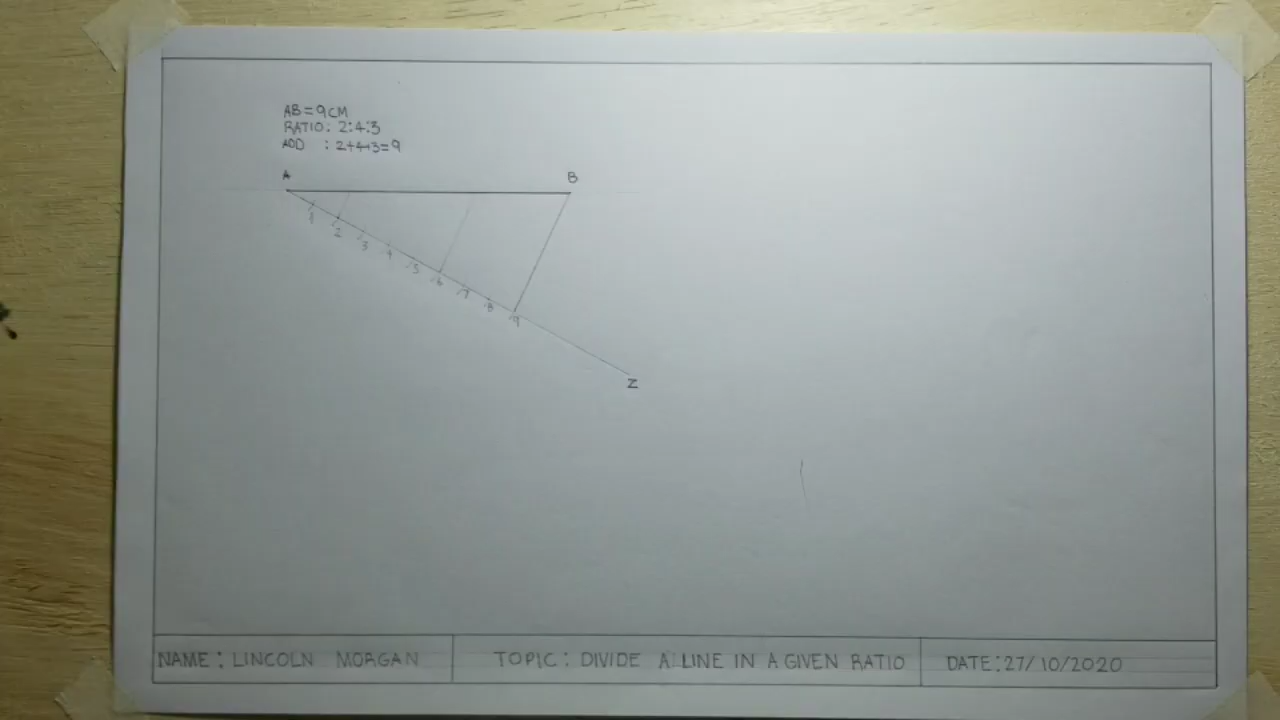 AB=9CM
RATIO: 2:4:3
ADD : 2+4+3=9
A
B
1
2
3
4
5
6
7
8
9
Z
NAME: LINCOLN MORGAN
TOPIC: DIVIDE A LINE IN A GIVEN RATIO
DATE:27/10/2020